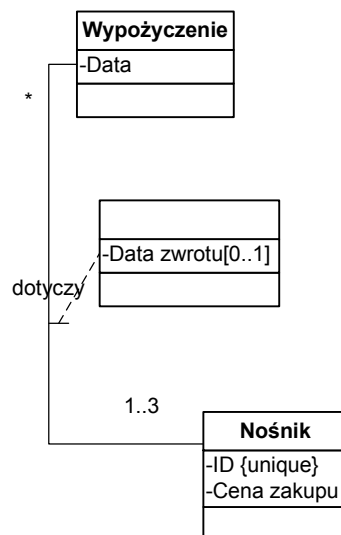 Wypożyczenie
-Data
*
-Data zwrotu[0..1]
dotyczy
1..3
Nośnik
-ID {unique}
-Cena zakupu